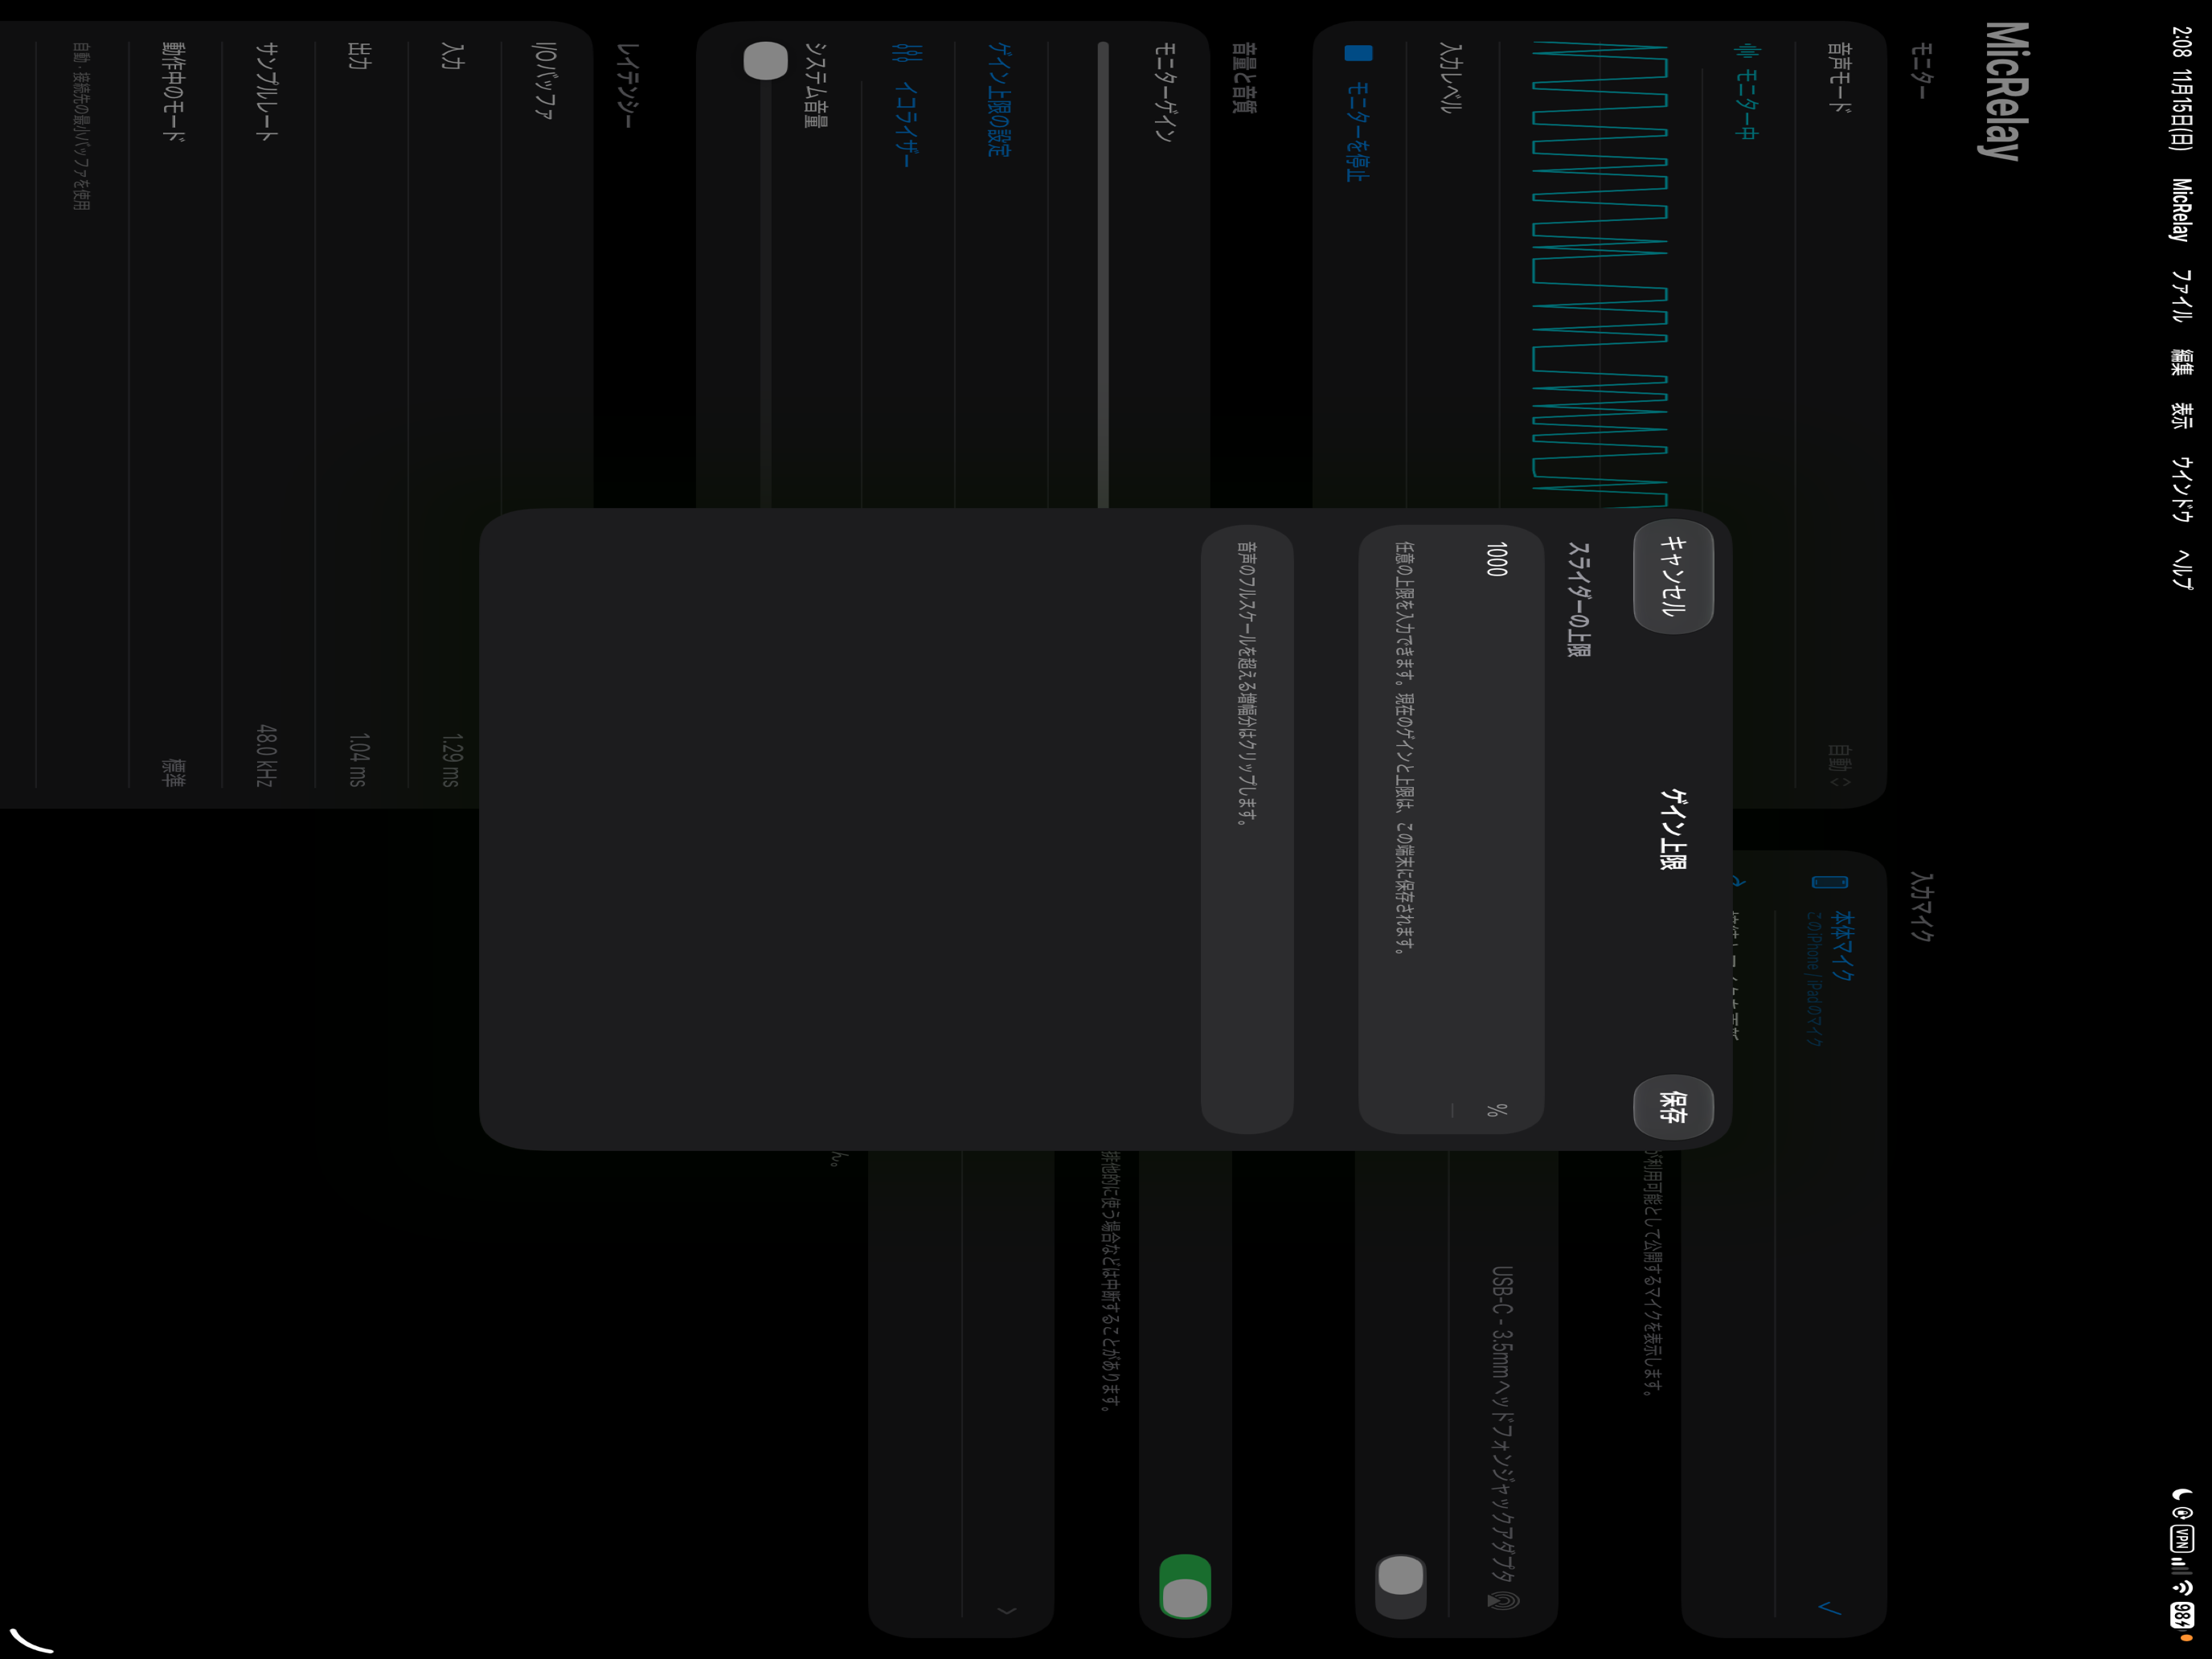 2:08 11月15日(日) MicRelay ファイル 編集 表示 ウインドウ ヘルプ
VPN 98
MicRelay
モニター
音声モード 自動
モニター中
入力レベル
モニターを停止
音量と音質
モニターゲイン
ゲイン上限の設定
イコライザー
システム音量
レイテンシー
I/O バッファ
入力 1.29 ms
出力 1.04 ms
サンプルレート 48.0 kHz
動作中のモード 標準
自動・接続先の最小バッファを使用
入力マイク
本体マイク
このiPhone / iPadのマイク
が利用可能として公開するマイクを表示します。
USB-C - 3.5mmヘッドフォンジャックアダプタ
排他的に使う場合などは中断することがあります。
ん。
キャンセル ゲイン上限 保存
スライダーの上限
1000 %
任意の上限を入力できます。現在のゲインと上限は、この端末に保存されます。
音声のフルスケールを超える増幅分はクリップします。